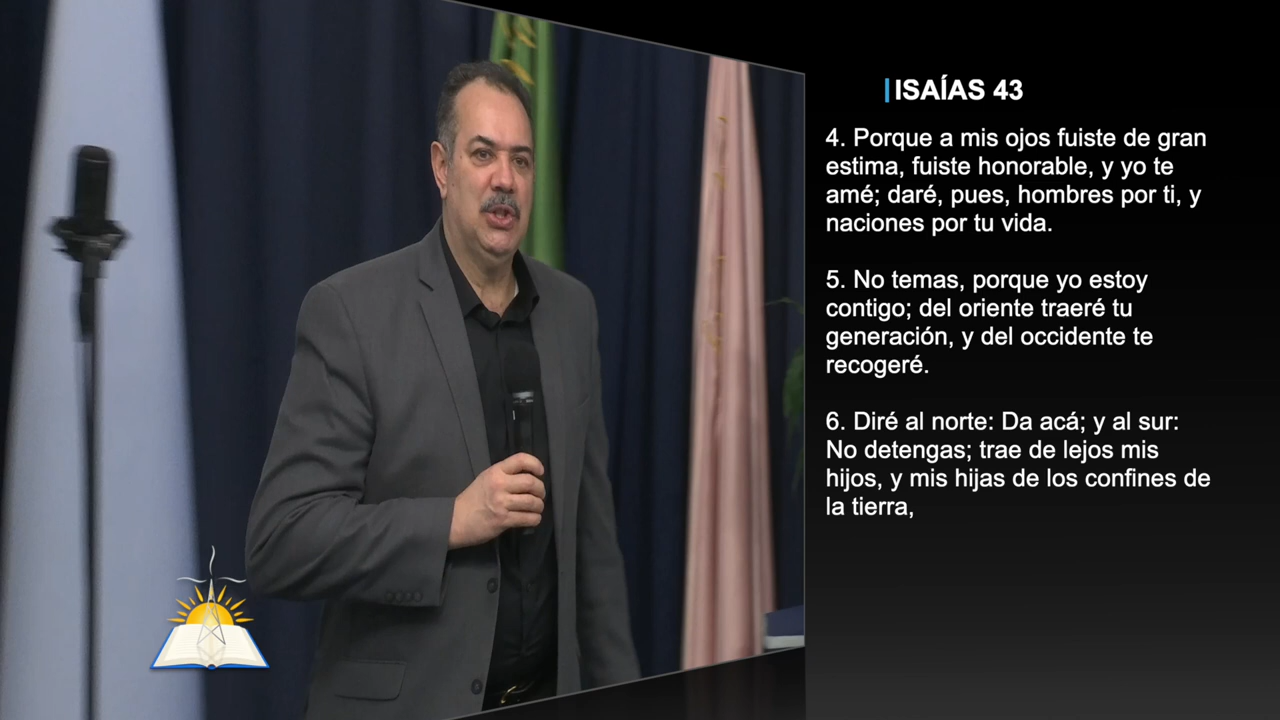 ISAÍAS 43
4. Porque a mis ojos fuiste de gran
estima, fuiste honorable, y yo te
amé; daré, pues, hombres por ti, y
naciones por tu vida.
5. No temas, porque yo estoy
contigo; del oriente traeré tu
generación, y del occidente te
recogeré.
6. Diré al norte: Da acá; y al sur:
No detengas; trae de lejos mis
hijos, y mis hijas de los confines de
la tierra,